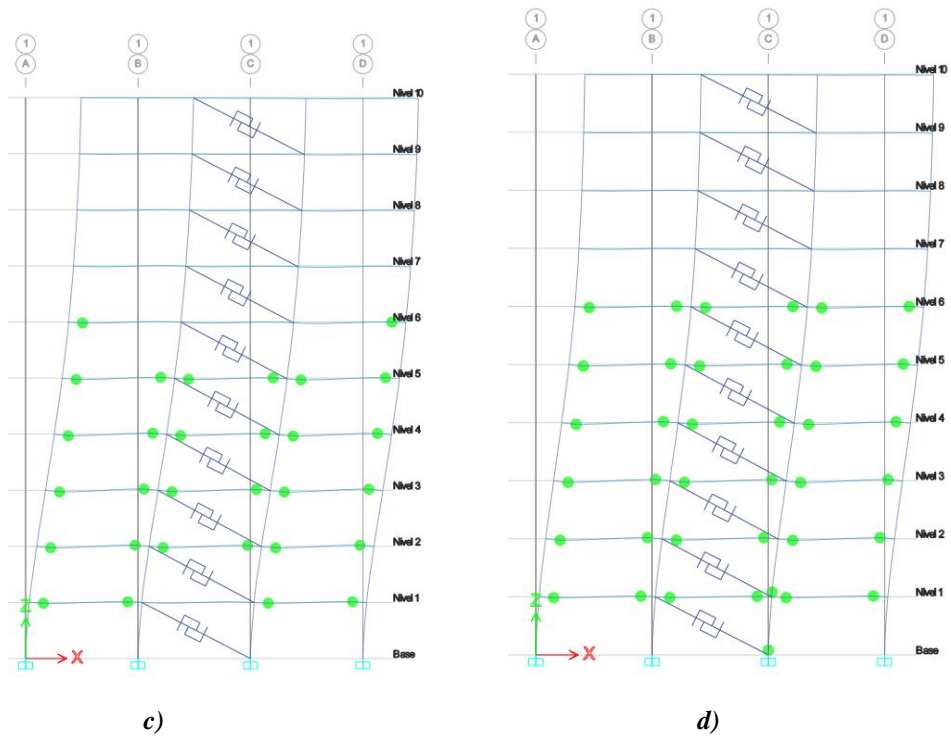 1 1 1 1
A B C D
Nivel 10
Nivel 9
Nivel 8
Nivel 7
Nivel 6
Nivel 5
Nivel 4
Nivel 3
Nivel 2
Nivel 1
Z
X
Base
c)
1 1 1 1
A B C D
Nivel 10
Nivel 9
Nivel 8
Nivel 7
Nivel 6
Nivel 5
Nivel 4
Nivel 3
Nivel 2
Nivel 1
Z
X
Base
d)